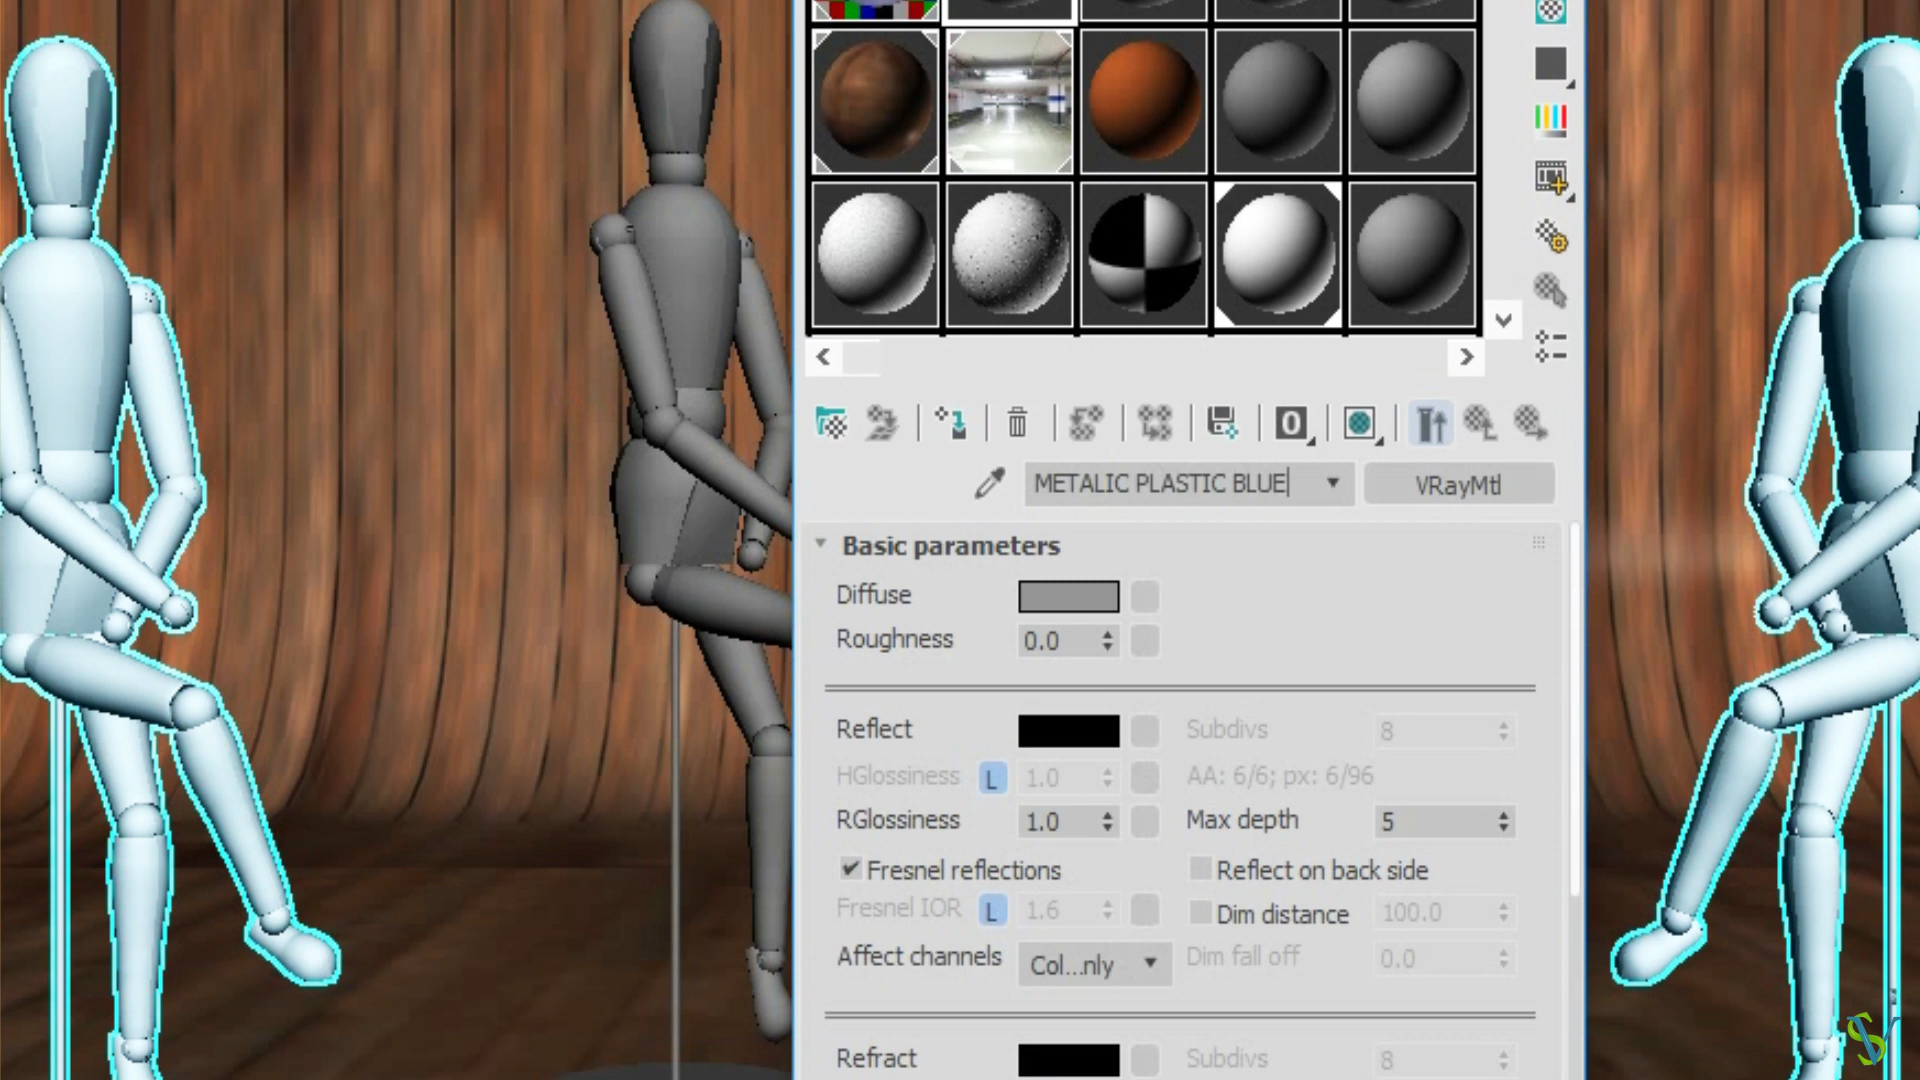 0
METALIC PLASTIC BLUE VRayMtl
Basic parameters
Diffuse
Roughness 0.0
Reflect Subdivs 8
HGlossiness L 1.0 AA: 6/6; px: 6/96
RGlossiness 1.0 Max depth 5
Fresnel reflections Reflect on back side
Fresnel IOR L 1.6 Dim distance 100.0
Affect channels Col...nly Dim fall off 0.0
Refract Subdivs 8
SV